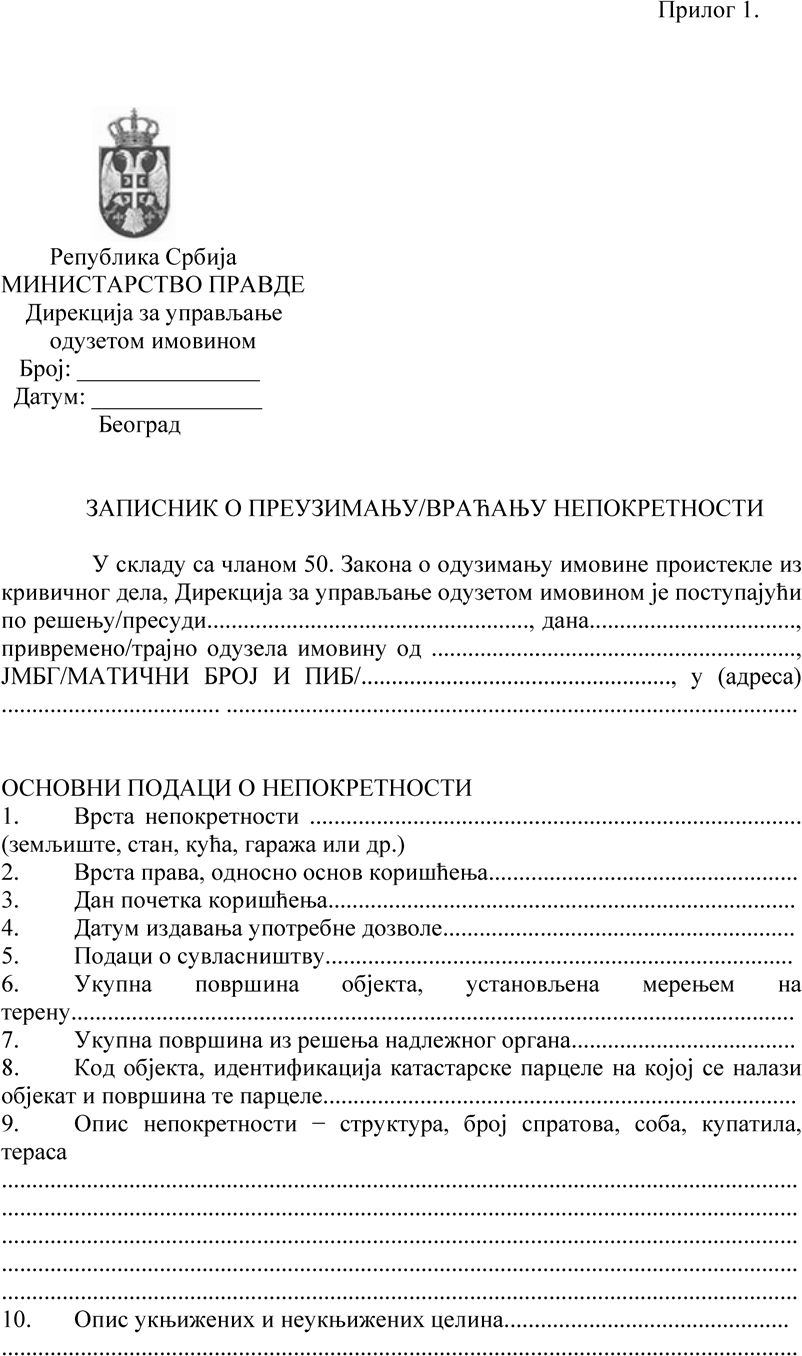 Прилог 1.
Република Србија
МИНИСТАРСТВО ПРАВДЕ
Дирекција за управљање
одузетом имовином
Број: _______________
Датум: ______________
Београд
ЗАПИСНИК О ПРЕУЗИМАЊУ/ВРАЋАЊУ НЕПОКРЕТНОСТИ
У складу са чланом 50. Закона о одузимању имовине проистекле из
кривичног дела, Дирекција за управљање одузетом имовином је поступајући
по решењу/пресуди....................................................., дана..................................,
привремено/трајно одузела имовину од ............................................................,
ЈМБГ/МАТИЧНИ БРОЈ И ПИБ/..................................................., у (адреса)
.................................... ..............................................................................................
ОСНОВНИ ПОДАЦИ О НЕПОКРЕТНОСТИ
1. Врста непокретности .................................................................................
(земљиште, стан, кућа, гаража или др.)
2. Врста права, односно основ коришћења...................................................
3. Дан почетка коришћења.............................................................................
4. Датум издавања употребне дозволе..........................................................
5. Подаци о сувласништву.............................................................................
6. Укупна површина објекта, установљена мерењем на
терену.......................................................................................................................
7. Укупна површина из решења надлежног органа.....................................
8. Код објекта, идентификација катастарске парцеле на којој се налази
објекат и површина те парцеле..............................................................................
9. Опис непокретности − структура, број спратова, соба, купатила,
тераса
...................................................................................................................................
...................................................................................................................................
...................................................................................................................................
...................................................................................................................................
...................................................................................................................................
10. Опис укњижених и неукњижених целина...............................................
...................................................................................................................................